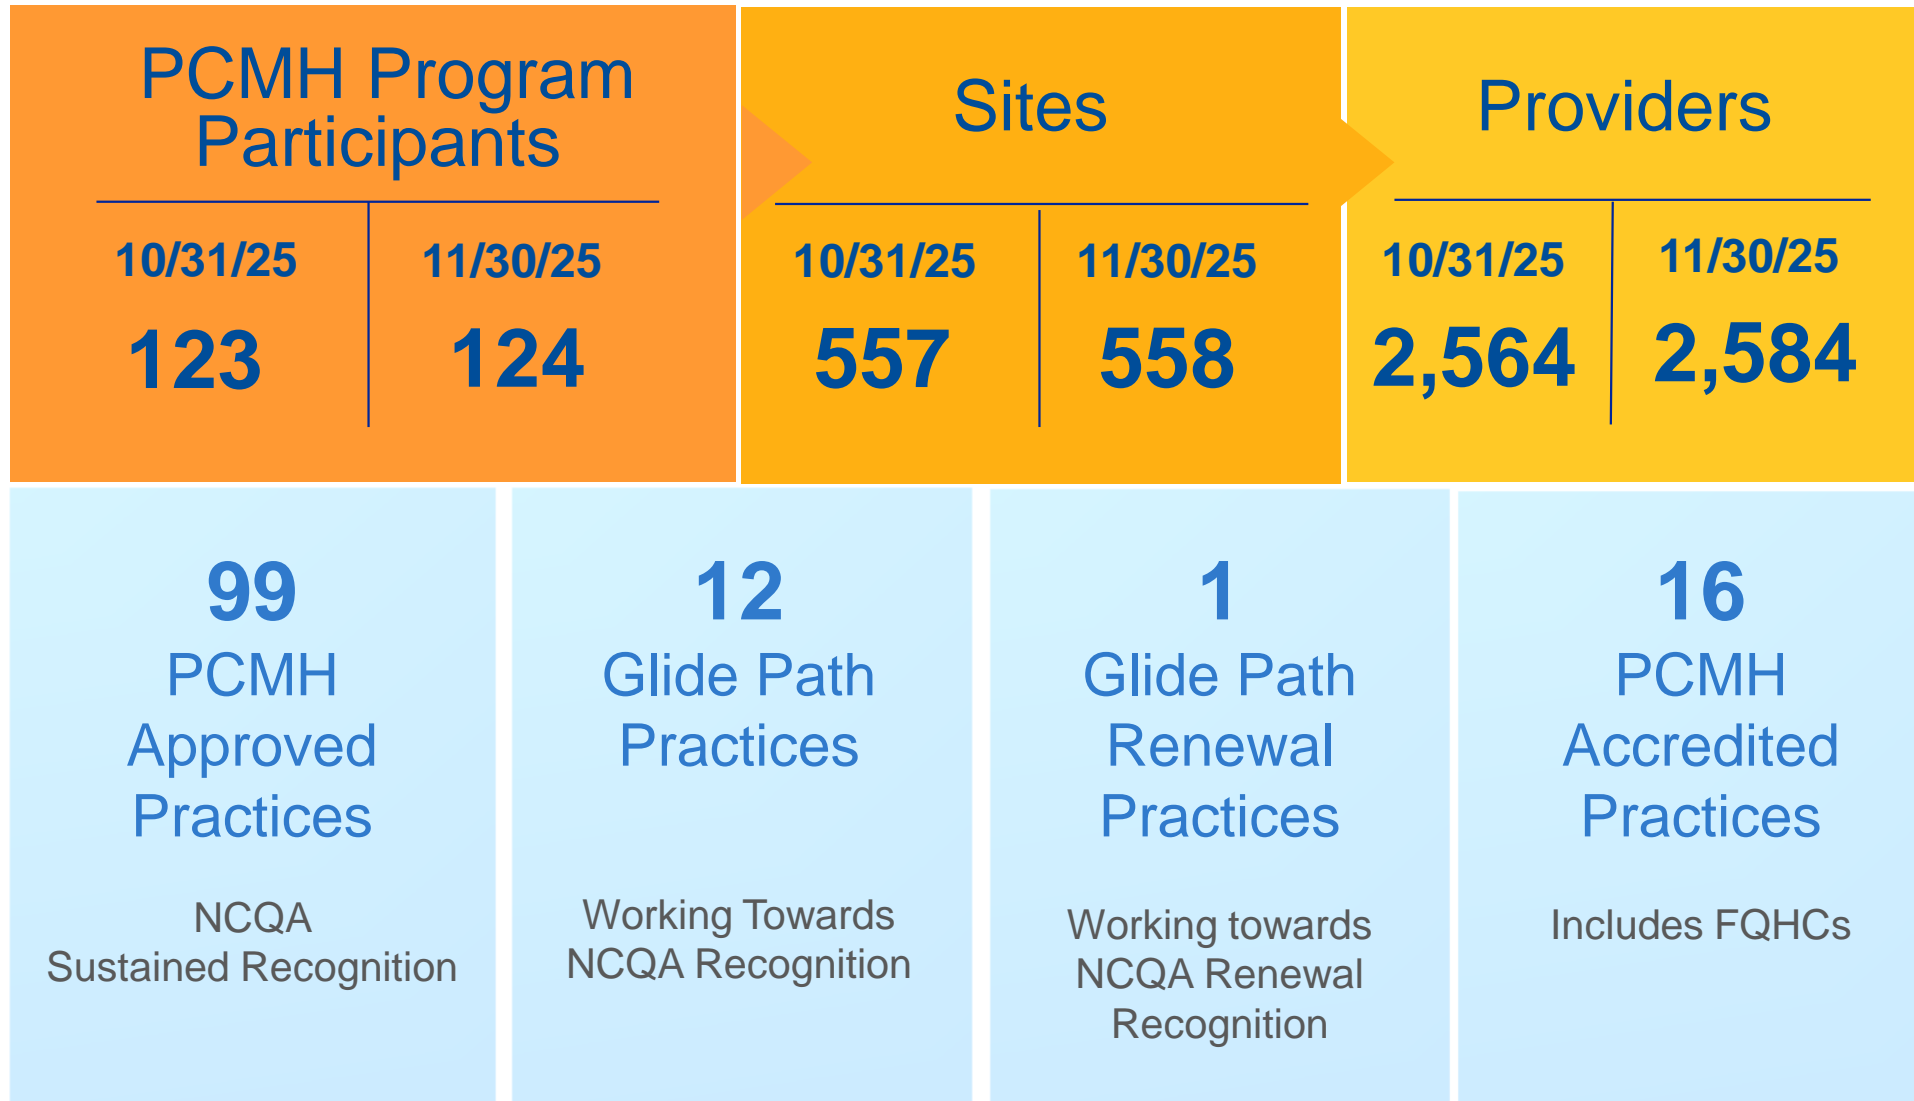 PCMH Program
Participants
10/31/25
11/30/25
123
124
Sites
10/31/25
11/30/25
557
558
Providers
10/31/25
11/30/25
2,564
2,584
99
PCMH
Approved
Practices
NCQA
Sustained Recognition
12
Glide Path
Practices
Working Towards
NCQA Recognition
1
Glide Path
Renewal
Practices
Working towards
NCQA Renewal
Recognition
16
PCMH
Accredited
Practices
Includes FQHCs